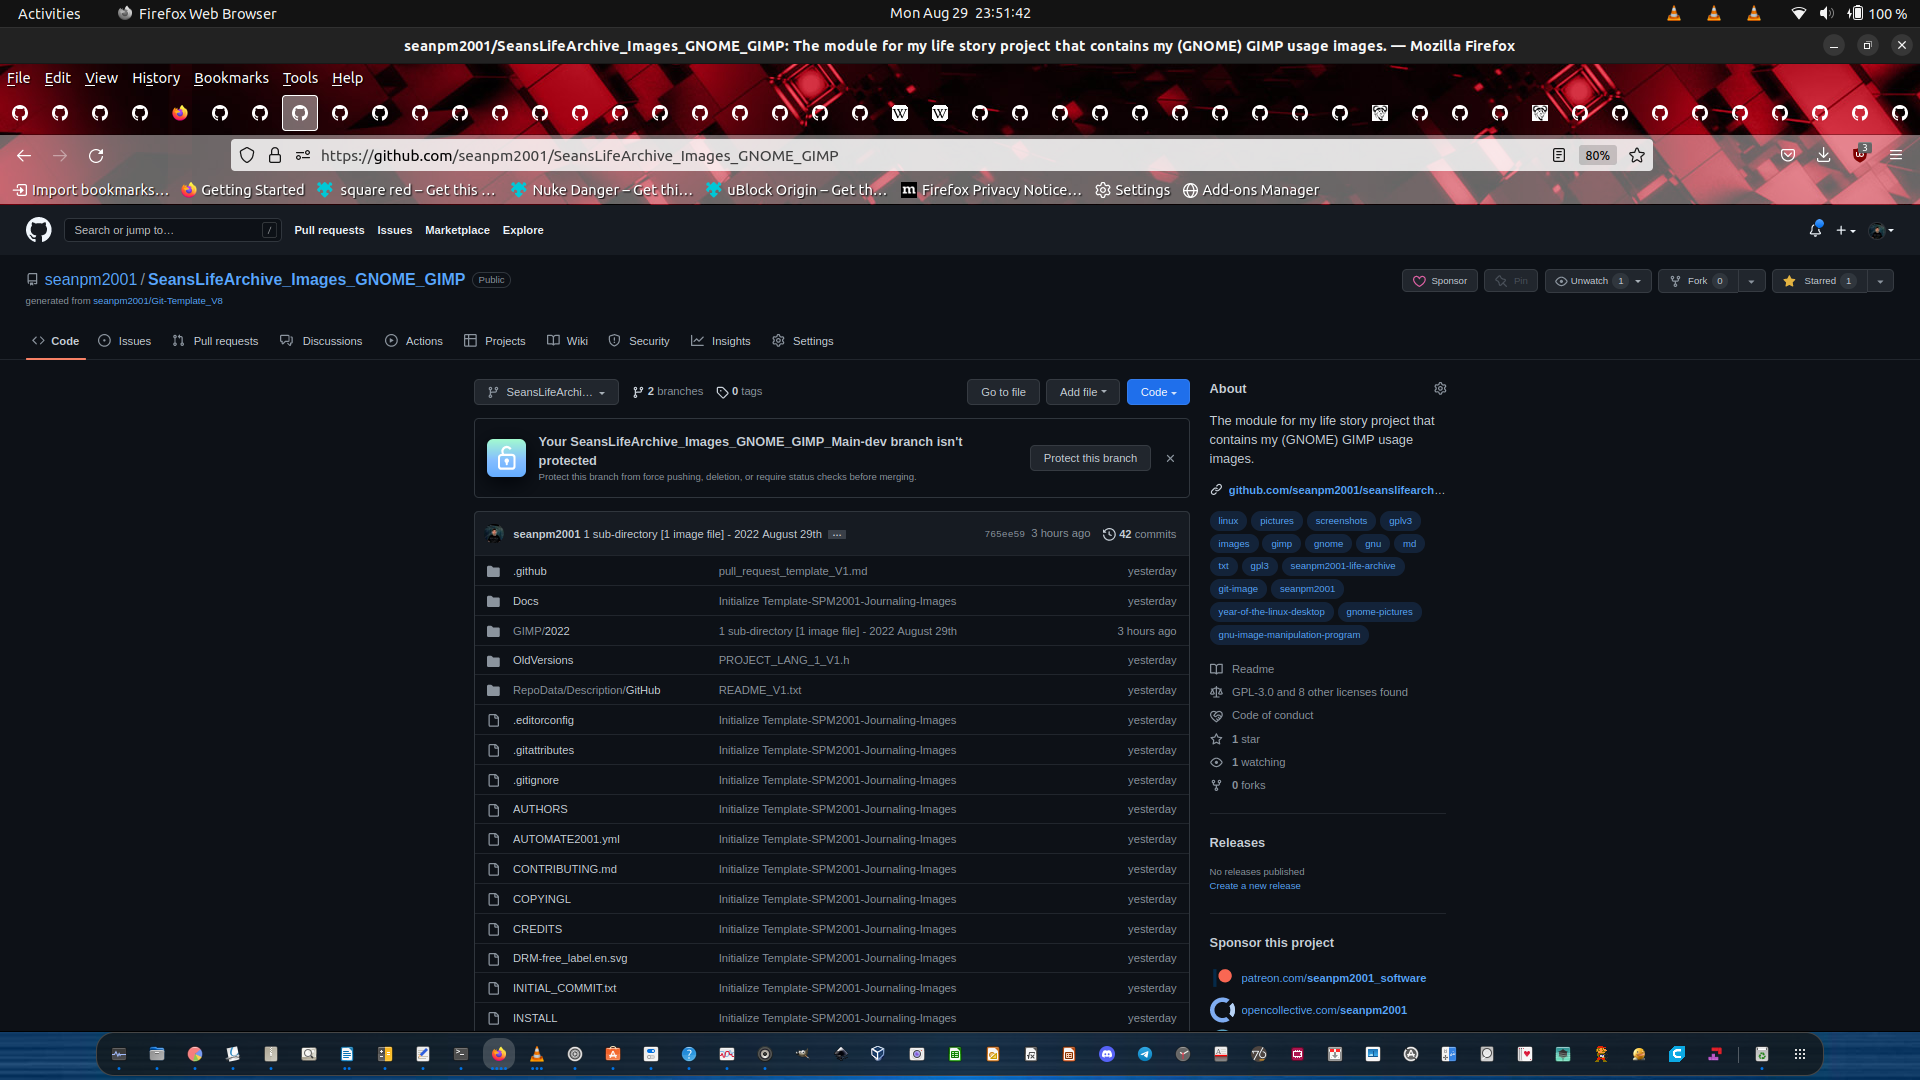 Activities
Firefox Web Browser
Mon Aug 29 23:51:42
100 %
seanpm2001/SeansLifeArchive_Images_GNOME_GIMP: The module for my life story project that contains my (GNOME) GIMP usage images. — Mozilla Firefox
File Edit View History Bookmarks Tools Help
https://github.com/seanpm2001/SeansLifeArchive_Images_GNOME_GIMP
80%
3
Import bookmarks…
Getting Started
square red – Get this …
Nuke Danger – Get thi…
uBlock Origin – Get th…
Firefox Privacy Notice…
Settings
Add-ons Manager
Search or jump to…
/
Pull requests
Issues
Marketplace
Explore
seanpm2001 / SeansLifeArchive_Images_GNOME_GIMP
Public
generated from seanpm2001/Git-Template_V8
Sponsor
Pin
Unwatch 1
Fork 0
Starred 1
Code
Issues
Pull requests
Discussions
Actions
Projects
Wiki
Security
Insights
Settings
SeansLifeArchi…
2 branches
0 tags
Go to file
Add file
Code
Your SeansLifeArchive_Images_GNOME_GIMP_Main-dev branch isn't
protected
Protect this branch from force pushing, deletion, or require status checks before merging.
Protect this branch
seanpm2001 1 sub-directory [1 image file] - 2022 August 29th …
765ee59 3 hours ago
42 commits
.github pull_request_template_V1.md yesterday
Docs Initialize Template-SPM2001-Journaling-Images yesterday
GIMP/2022 1 sub-directory [1 image file] - 2022 August 29th 3 hours ago
OldVersions PROJECT_LANG_1_V1.h yesterday
RepoData/Description/GitHub README_V1.txt yesterday
.editorconfig Initialize Template-SPM2001-Journaling-Images yesterday
.gitattributes Initialize Template-SPM2001-Journaling-Images yesterday
.gitignore Initialize Template-SPM2001-Journaling-Images yesterday
AUTHORS Initialize Template-SPM2001-Journaling-Images yesterday
AUTOMATE2001.yml Initialize Template-SPM2001-Journaling-Images yesterday
CONTRIBUTING.md Initialize Template-SPM2001-Journaling-Images yesterday
COPYINGL Initialize Template-SPM2001-Journaling-Images yesterday
CREDITS Initialize Template-SPM2001-Journaling-Images yesterday
DRM-free_label.en.svg Initialize Template-SPM2001-Journaling-Images yesterday
INITIAL_COMMIT.txt Initialize Template-SPM2001-Journaling-Images yesterday
INSTALL Initialize Template-SPM2001-Journaling-Images yesterday
About
The module for my life story project that
contains my (GNOME) GIMP usage
images.
github.com/seanpm2001/seanslifearch…
linux pictures screenshots gplv3
images gimp gnome gnu md
txt gpl3 seanpm2001-life-archive
git-image seanpm2001
year-of-the-linux-desktop gnome-pictures
gnu-image-manipulation-program
Readme
GPL-3.0 and 8 other licenses found
Code of conduct
1 star
1 watching
0 forks
Releases
No releases published
Create a new release
Sponsor this project
patreon.com/seanpm2001_software
opencollective.com/seanpm2001